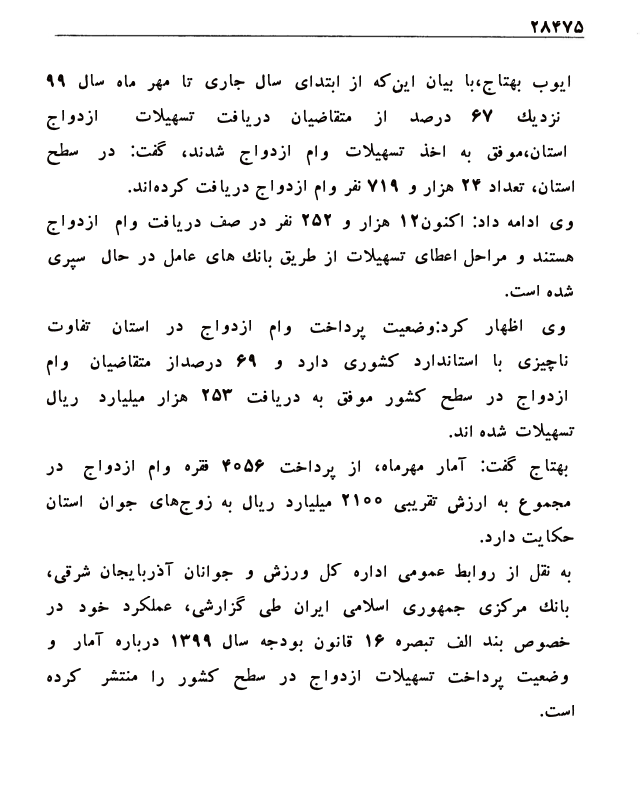 ۲۸۴۷۵
ایوب بهتاج،با بیان این‌که از ابتدای سال جاری تا مهر ماه سال ۹۹
نزدیك ۶۷ درصد از متقاضیان دریافت تسهیلات ازدواج
استان،موفق به اخذ تسهیلات وام ازدواج شدند، گفت: در سطح
استان، تعداد ۲۴ هزار و ۷۱۹ نفر وام ازدواج دریافت کرده‌اند.
وی ادامه داد: اکنون۱۲ هزار و ۲۵۲ نفر در صف دریافت وام ازدواج
هستند و مراحل اعطای تسهیلات از طریق بانك های عامل در حال سپری
شده است.
وی اظهار کرد:وضعیت پرداخت وام ازدواج در استان تفاوت
ناچیزی با استاندارد کشوری دارد و ۶۹ درصداز متقاضیان وام
ازدواج در سطح کشور موفق به دریافت ۲۵۳ هزار میلیارد ریال
تسهیلات شده اند.
بهتاج گفت: آمار مهرماه، از پرداخت ۴۰۵۶ فقره وام ازدواج در
مجموع به ارزش تقریبی ۲۱۰۰ میلیارد ریال به زوج‌های جوان استان
حکایت دارد.
به نقل از روابط عمومی اداره کل ورزش و جوانان آذربایجان شرقی،
بانك مرکزی جمهوری اسلامی ایران طی گزارشی، عملکرد خود در
خصوص بند الف تبصره ۱۶ قانون بودجه سال ۱۳۹۹ درباره آمار و
وضعیت پرداخت تسهیلات ازدواج در سطح کشور را منتشر کرده
است.